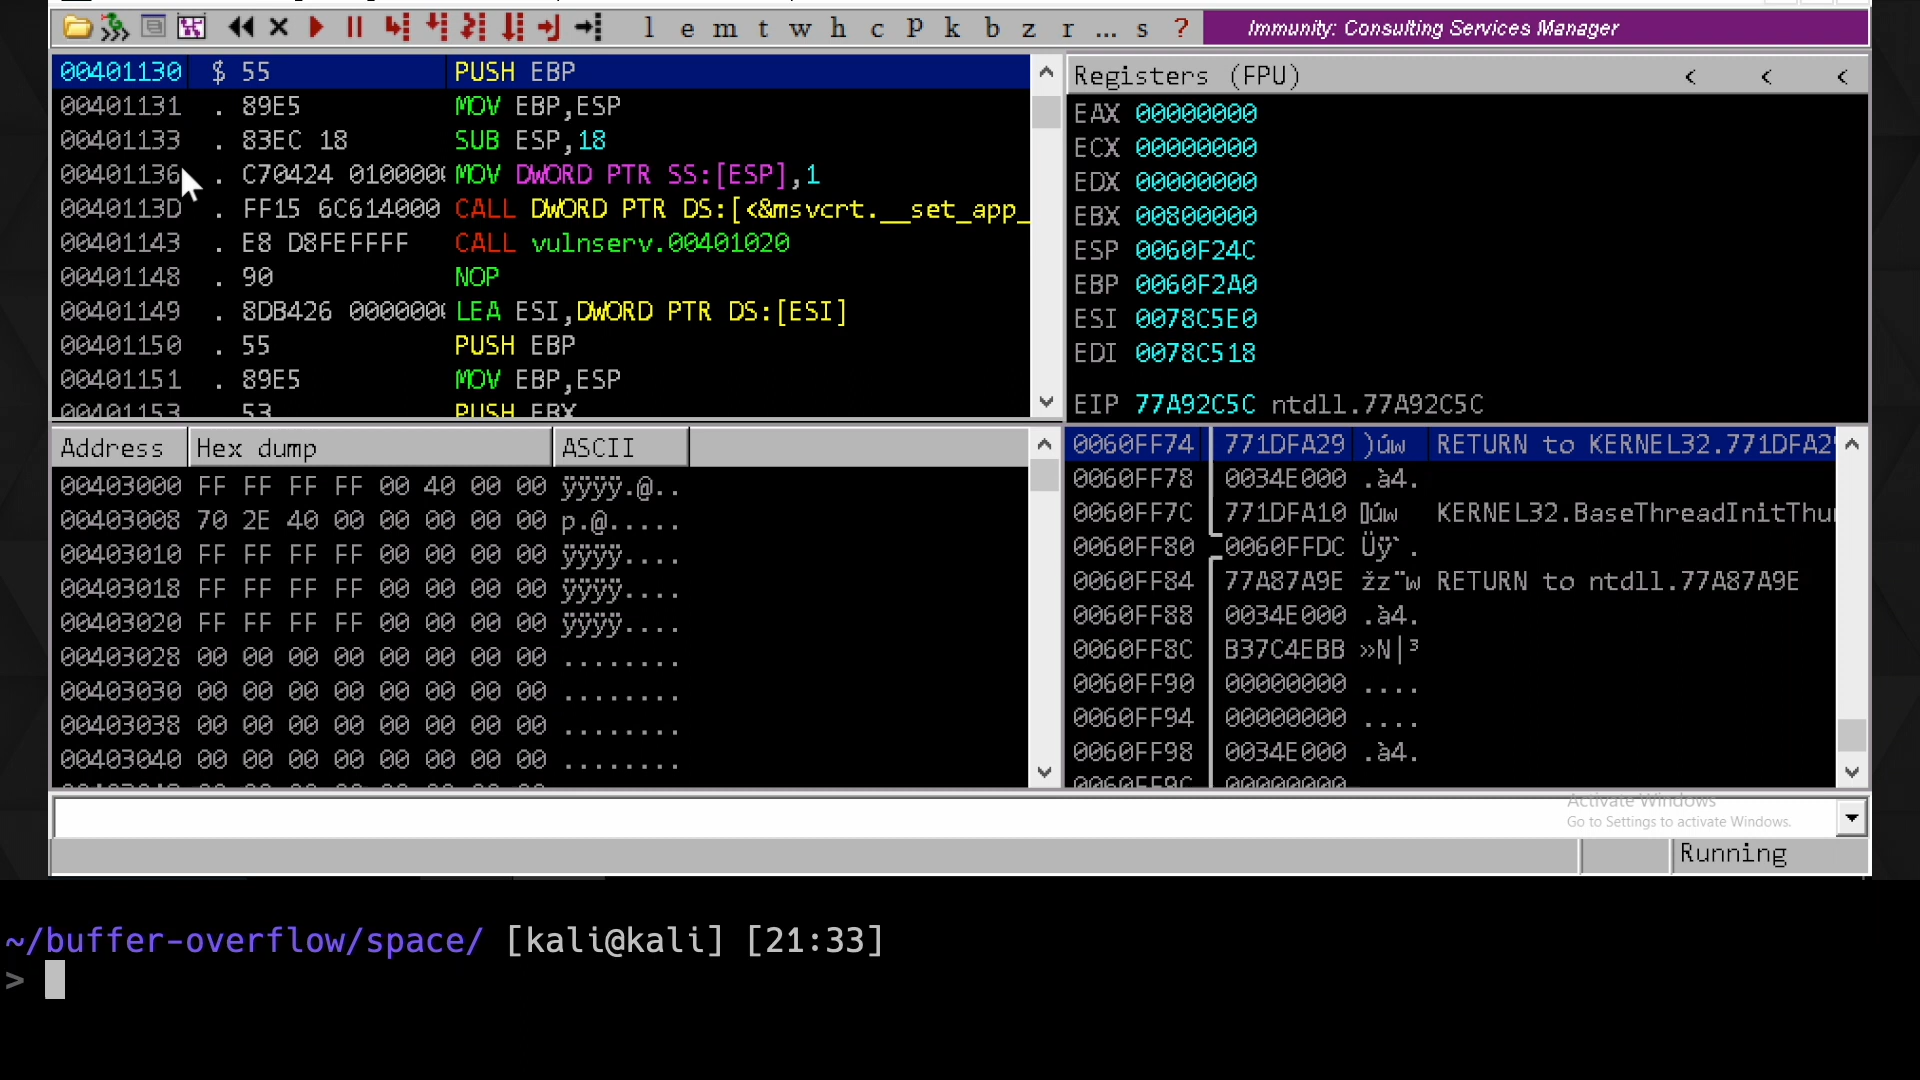 l e m t w h c P k b z r ... s ?
Immunity: Consulting Services Manager
00401130 $ 55 PUSH EBP
00401131 . 89E5 MOV EBP,ESP
00401133 . 83EC 18 SUB ESP,18
00401136 . C70424 0100000 MOV DWORD PTR SS:[ESP],1
0040113D . FF15 6C614000 CALL DWORD PTR DS:[<&msvcrt.__set_app_
00401143 . E8 D8FEFFFF CALL vulnserv.00401020
00401148 . 90 NOP
00401149 . 8DB426 0000000 LEA ESI,DWORD PTR DS:[ESI]
00401150 . 55 PUSH EBP
00401151 . 89E5 MOV EBP,ESP
00401153 . 53 PUSH EBX
Registers (FPU) < < <
EAX 00000000
ECX 00000000
EDX 00000000
EBX 00800000
ESP 0060F24C
EBP 0060F2A0
ESI 0078C5E0
EDI 0078C518
EIP 77A92C5C ntdll.77A92C5C
Address Hex dump ASCII
00403000 FF FF FF FF 00 40 00 00 ÿÿÿÿ.@..
00403008 70 2E 40 00 00 00 00 00 p.@.....
00403010 FF FF FF FF 00 00 00 00 ÿÿÿÿ....
00403018 FF FF FF FF 00 00 00 00 ÿÿÿÿ....
00403020 FF FF FF FF 00 00 00 00 ÿÿÿÿ....
00403028 00 00 00 00 00 00 00 00 ........
00403030 00 00 00 00 00 00 00 00 ........
00403038 00 00 00 00 00 00 00 00 ........
00403040 00 00 00 00 00 00 00 00 ........
0060FF74 771DFA29 )úw RETURN to KERNEL32.771DFA2
0060FF78 0034E000 .à4.
0060FF7C 771DFA10 úw KERNEL32.BaseThreadInitThu
0060FF80 0060FFDC Üÿ`.
0060FF84 77A87A9E žz¨w RETURN to ntdll.77A87A9E
0060FF88 0034E000 .à4.
0060FF8C B37C4EBB »N|³
0060FF90 00000000 ....
0060FF94 00000000 ....
0060FF98 0034E000 .à4.
0060FF9C 00000000
Activate Windows
Go to Settings to activate Windows.
Running
~/buffer-overflow/space/ [kali@kali] [21:33]
>